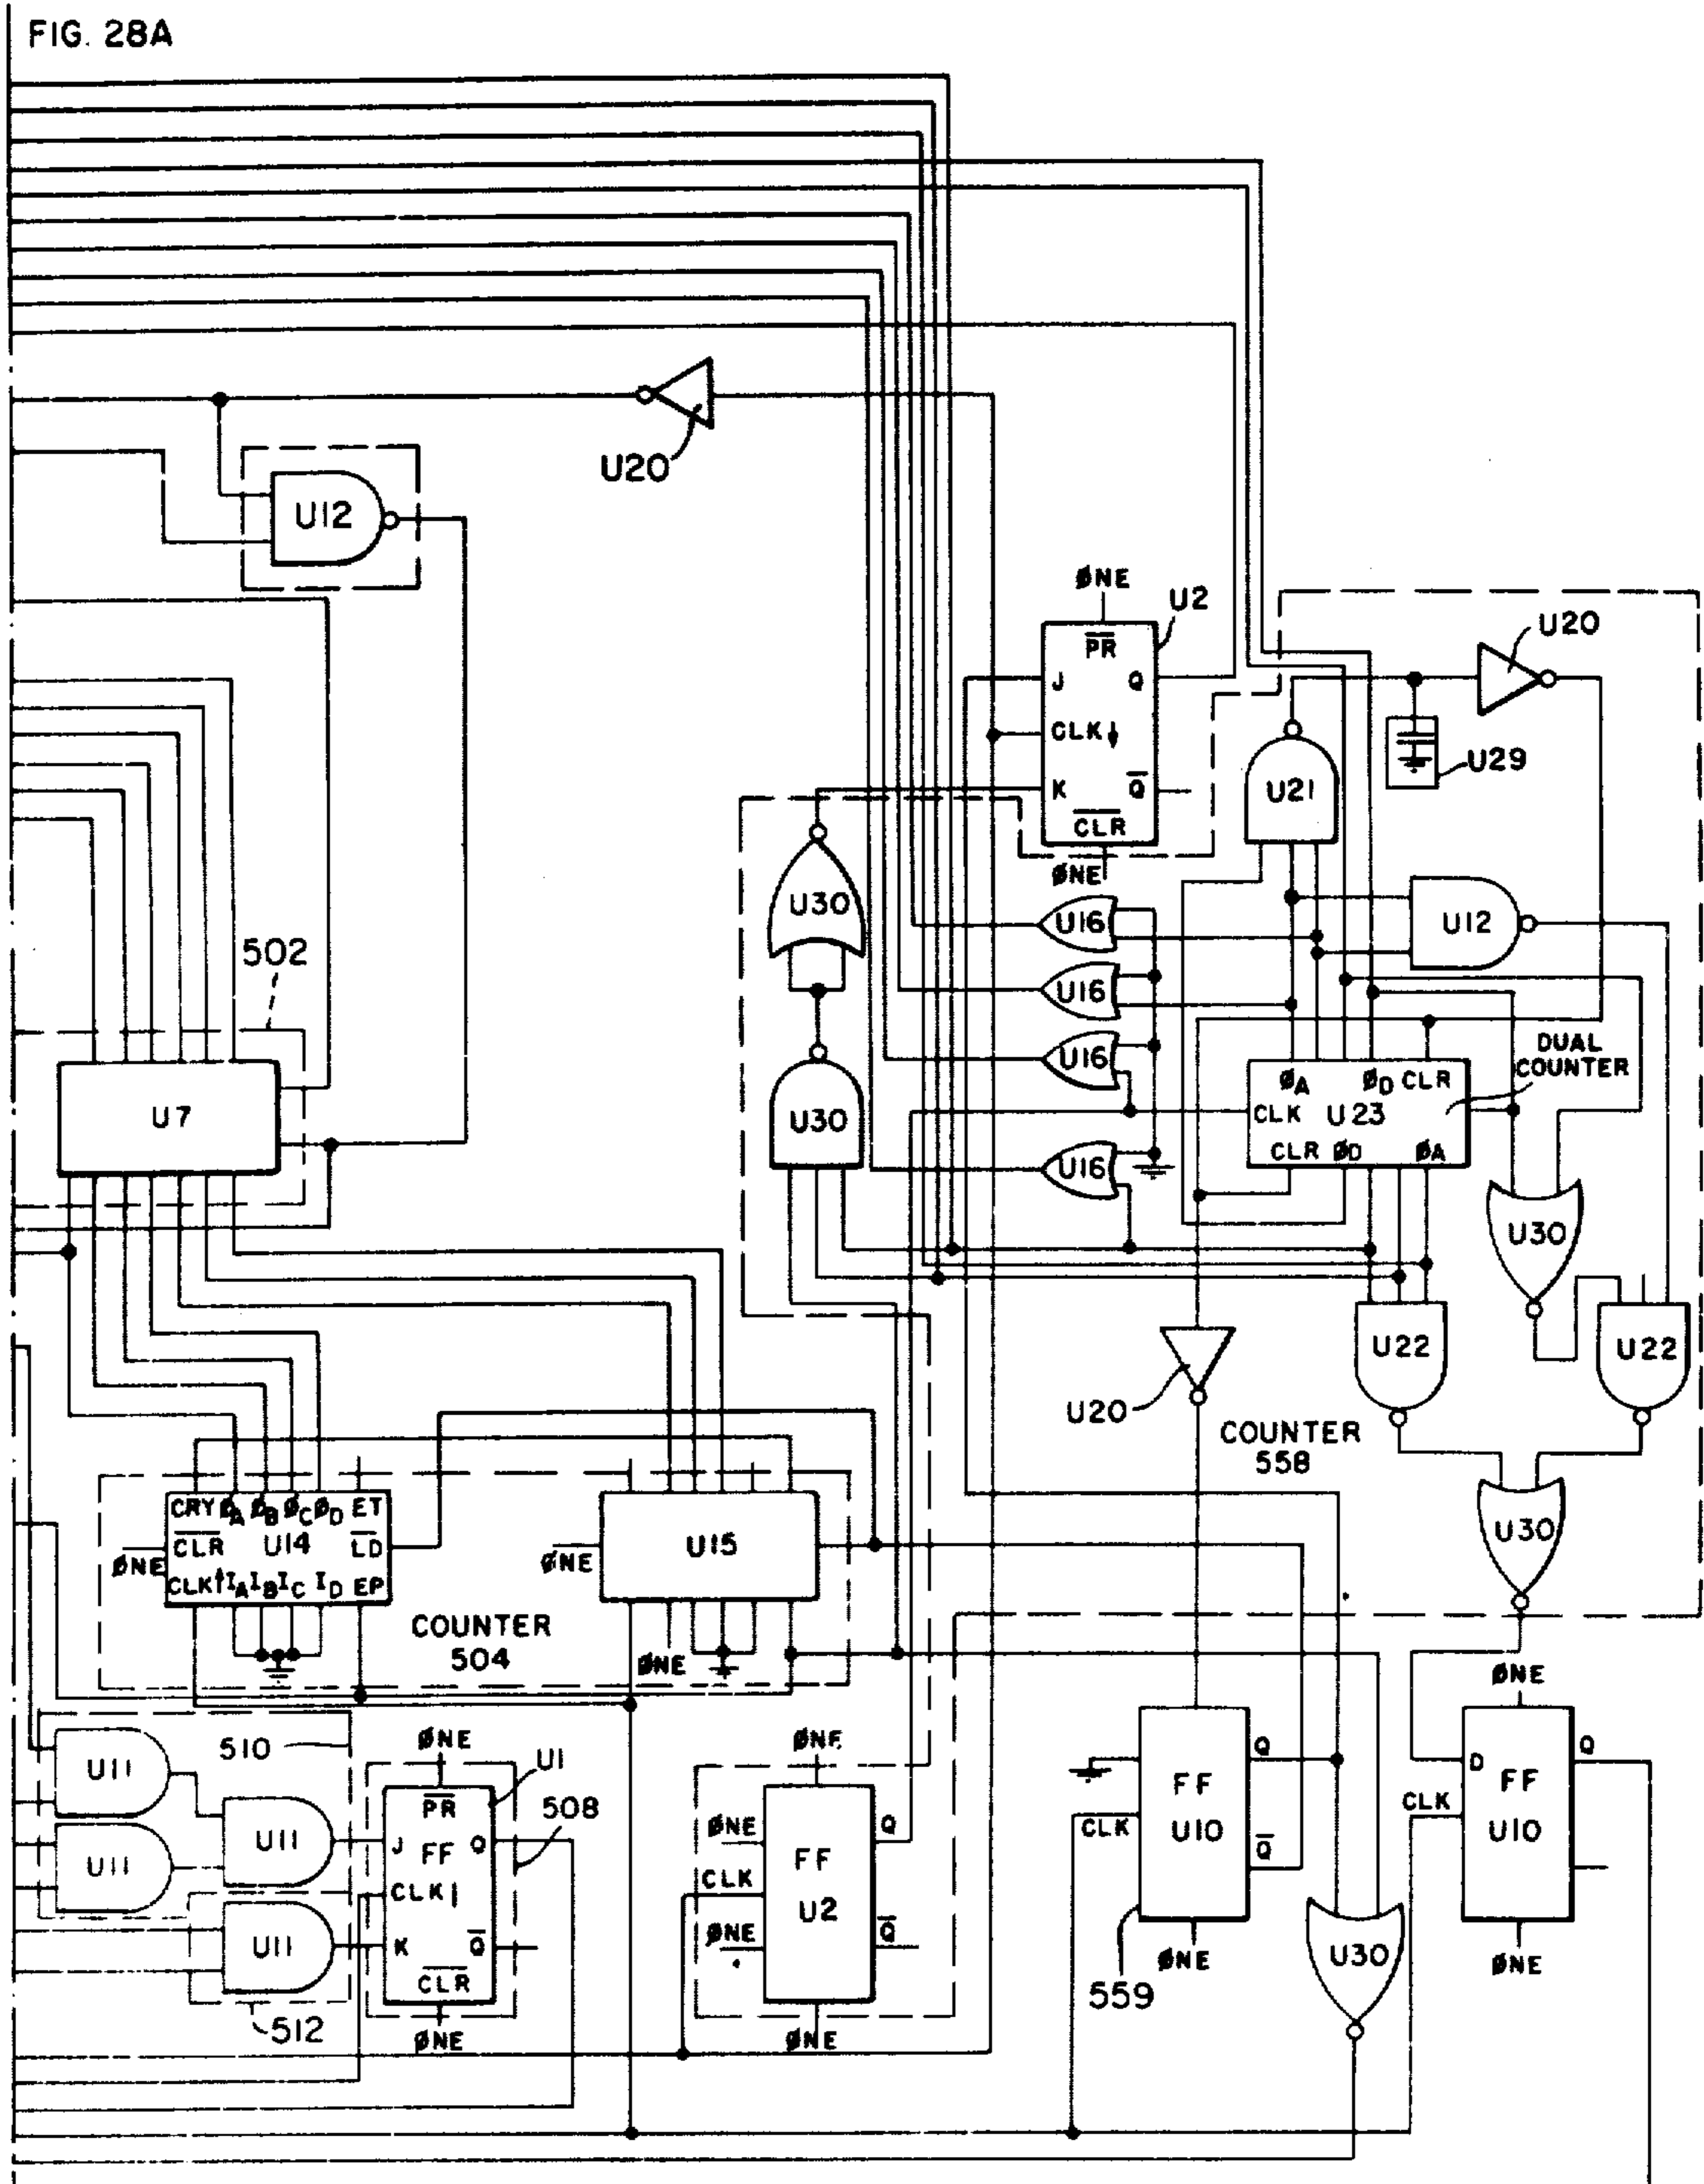 FIG. 28A
U20
U12
ØNE
U2
PR
J Q
CLK↓
K Q
CLR
ØNE
U20
U29
U21
U12
U30
U16
U16
U16
U16
502
U7
U30
DUAL
COUNTER
ØA ØD CLR
CLK U23
CLR ØD ØA
U30
U22
U22
U20
COUNTER
558
U30
CRY ØA ØB ØC ØD ET
CLR U14 LD
CLK↑ IA IB IC ID EP
ØNE
U15
ØNE
ØNE
COUNTER
504
510
U11
U11
U11
U11
512
ØNE
U1
508
PR
J FF Q
CLK
K Q
CLR
ØNE
ØNE
ØNE
CLK
ØNE
FF
U2
Q
Q
ØNE
CLK
FF
U10
Q
Q
ØNE
559
U30
ØNE
D FF Q
CLK
U10
ØNE